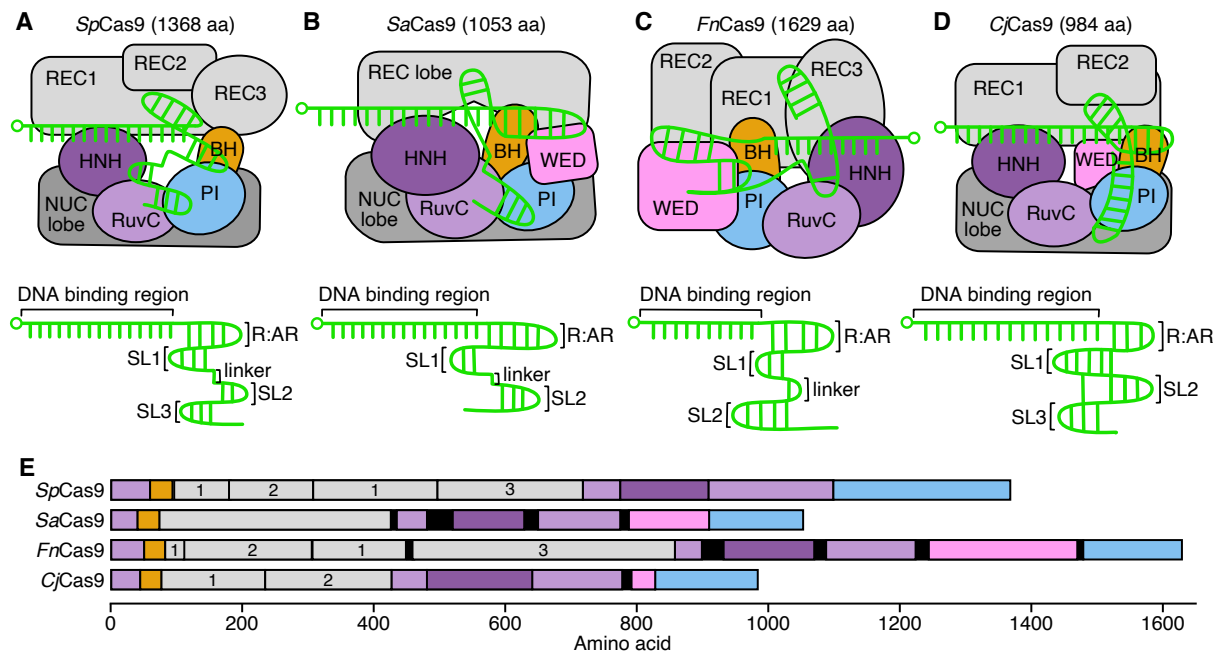 A
SpCas9 (1368 aa)
REC1
REC2
REC3
HNH
BH
PI
NUC
lobe
RuvC
B
SaCas9 (1053 aa)
REC lobe
HNH
BH
WED
NUC
lobe
RuvC
PI
C
FnCas9 (1629 aa)
REC2
REC3
REC1
BH
HNH
WED
PI
RuvC
D
CjCas9 (984 aa)
REC2
REC1
HNH
WED
BH
PI
NUC
lobe
RuvC
DNA binding region
R:AR
SL1
linker
SL2
SL3
DNA binding region
R:AR
SL1
linker
SL2
DNA binding region
R:AR
SL1
linker
SL2
DNA binding region
R:AR
SL1
SL2
SL3
E
SpCas9
1 2 1 3
SaCas9
FnCas9
1 2 1 3
CjCas9
1 2
0 200 400 600 800 1000 1200 1400 1600
Amino acid